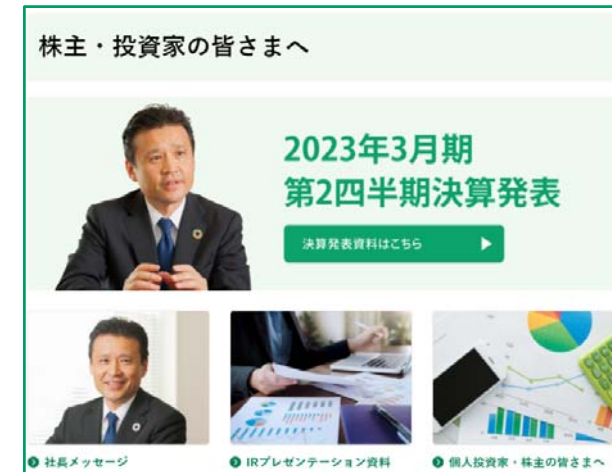 株主・投資家の皆さまへ
2023年3月期
第2四半期決算発表
決算発表資料はこちら
社長メッセージ
IRプレゼンテーション資料
個人投資家・株主の皆さまへ